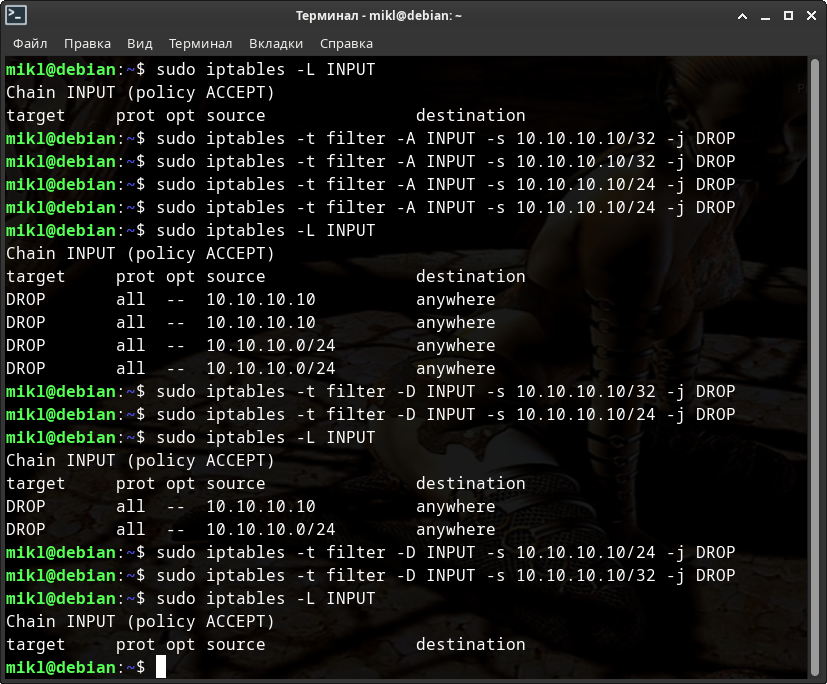 Терминал - mikl@debian: ~
Файл Правка Вид Терминал Вкладки Справка
mikl@debian:~$ sudo iptables -L INPUT
Chain INPUT (policy ACCEPT)
target     prot opt source               destination
mikl@debian:~$ sudo iptables -t filter -A INPUT -s 10.10.10.10/32 -j DROP
mikl@debian:~$ sudo iptables -t filter -A INPUT -s 10.10.10.10/32 -j DROP
mikl@debian:~$ sudo iptables -t filter -A INPUT -s 10.10.10.10/24 -j DROP
mikl@debian:~$ sudo iptables -t filter -A INPUT -s 10.10.10.10/24 -j DROP
mikl@debian:~$ sudo iptables -L INPUT
Chain INPUT (policy ACCEPT)
target     prot opt source               destination
DROP       all  --  10.10.10.10          anywhere
DROP       all  --  10.10.10.10          anywhere
DROP       all  --  10.10.10.0/24        anywhere
DROP       all  --  10.10.10.0/24        anywhere
mikl@debian:~$ sudo iptables -t filter -D INPUT -s 10.10.10.10/32 -j DROP
mikl@debian:~$ sudo iptables -t filter -D INPUT -s 10.10.10.10/24 -j DROP
mikl@debian:~$ sudo iptables -L INPUT
Chain INPUT (policy ACCEPT)
target     prot opt source               destination
DROP       all  --  10.10.10.10          anywhere
DROP       all  --  10.10.10.0/24        anywhere
mikl@debian:~$ sudo iptables -t filter -D INPUT -s 10.10.10.10/24 -j DROP
mikl@debian:~$ sudo iptables -t filter -D INPUT -s 10.10.10.10/32 -j DROP
mikl@debian:~$ sudo iptables -L INPUT
Chain INPUT (policy ACCEPT)
target     prot opt source               destination
mikl@debian:~$